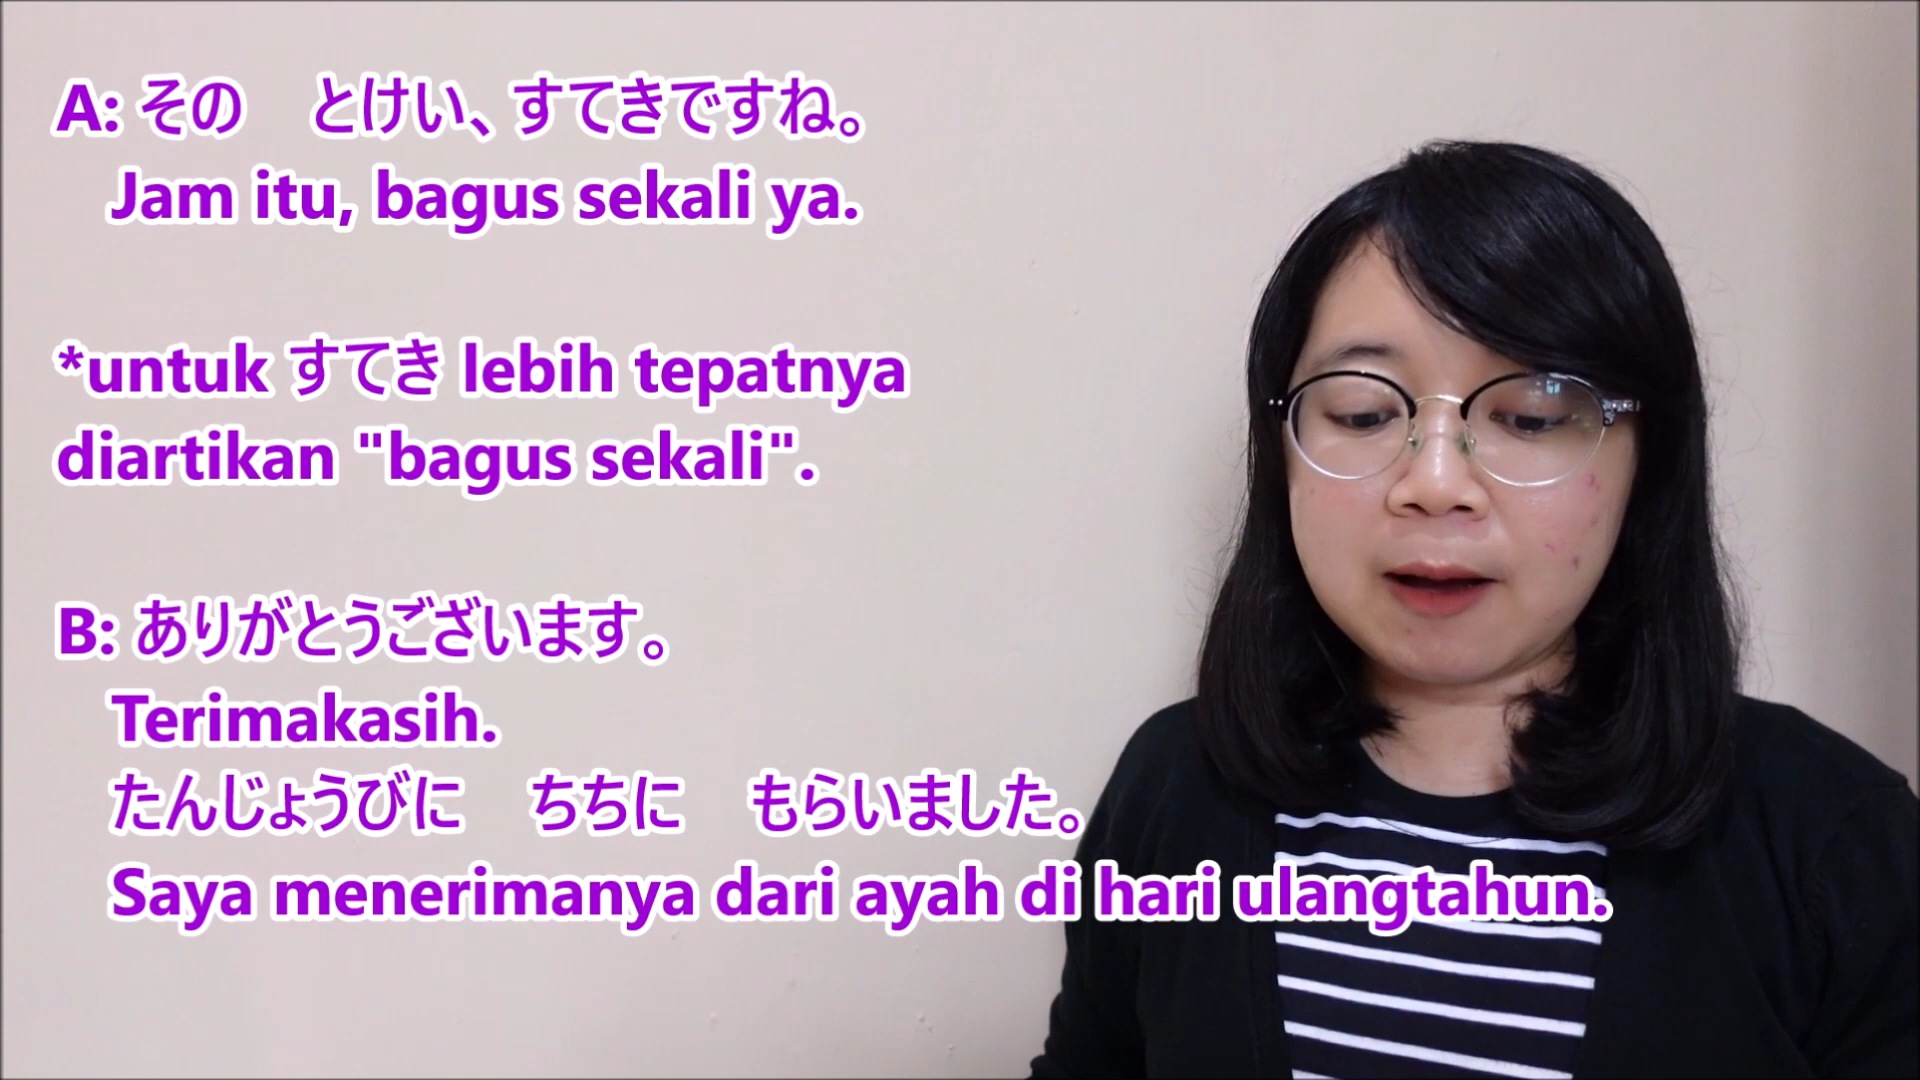 A: その　とけい、すてきですね。
Jam itu, bagus sekali ya.
*untuk すてき lebih tepatnya
diartikan "bagus sekali".
B: ありがとうございます。
Terimakasih.
たんじょうびに　ちちに　もらいました。
Saya menerimanya dari ayah di hari ulangtahun.